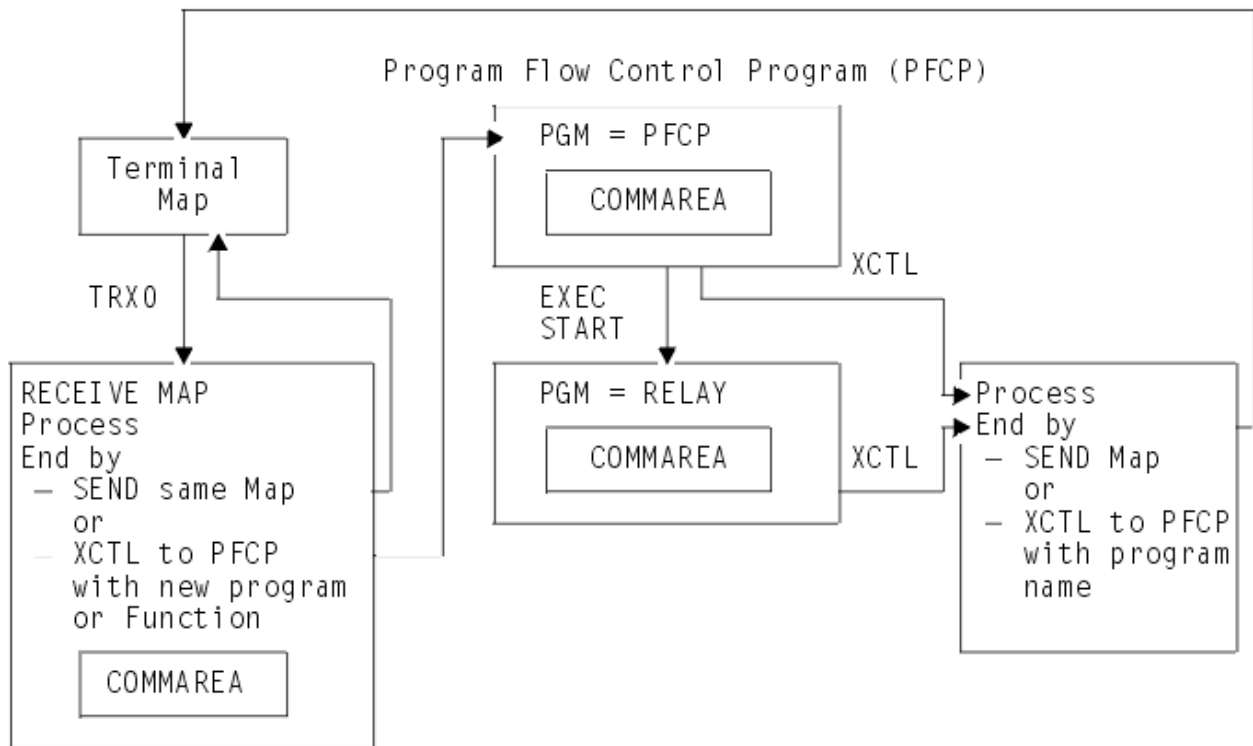 Program Flow Control Program (PFCP)
Terminal
Map
PGM = PFCP
COMMAREA
TRX0
EXEC
START
XCTL
RECEIVE MAP
Process
End by
— SEND same Map
or
— XCTL to PFCP
with new program
or Function
COMMAREA
PGM = RELAY
COMMAREA
XCTL
Process
End by
— SEND Map
or
— XCTL to PFCP
with program
name